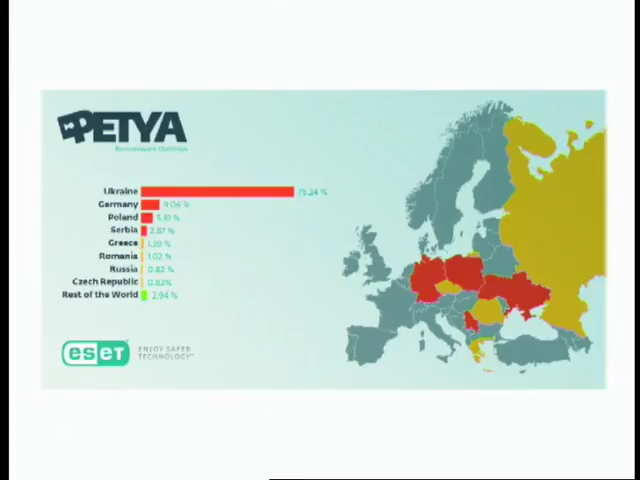 PETYA
Ransomware Outbreak
Ukraine 75.24 %
Germany 9.06 %
Poland 5.81 %
Serbia 2.87 %
Greece 1.39 %
Romania 1.02 %
Russia 0.82 %
Czech Republic 0.82%
Rest of the World 2.94 %
eset ENJOY SAFER
TECHNOLOGY™